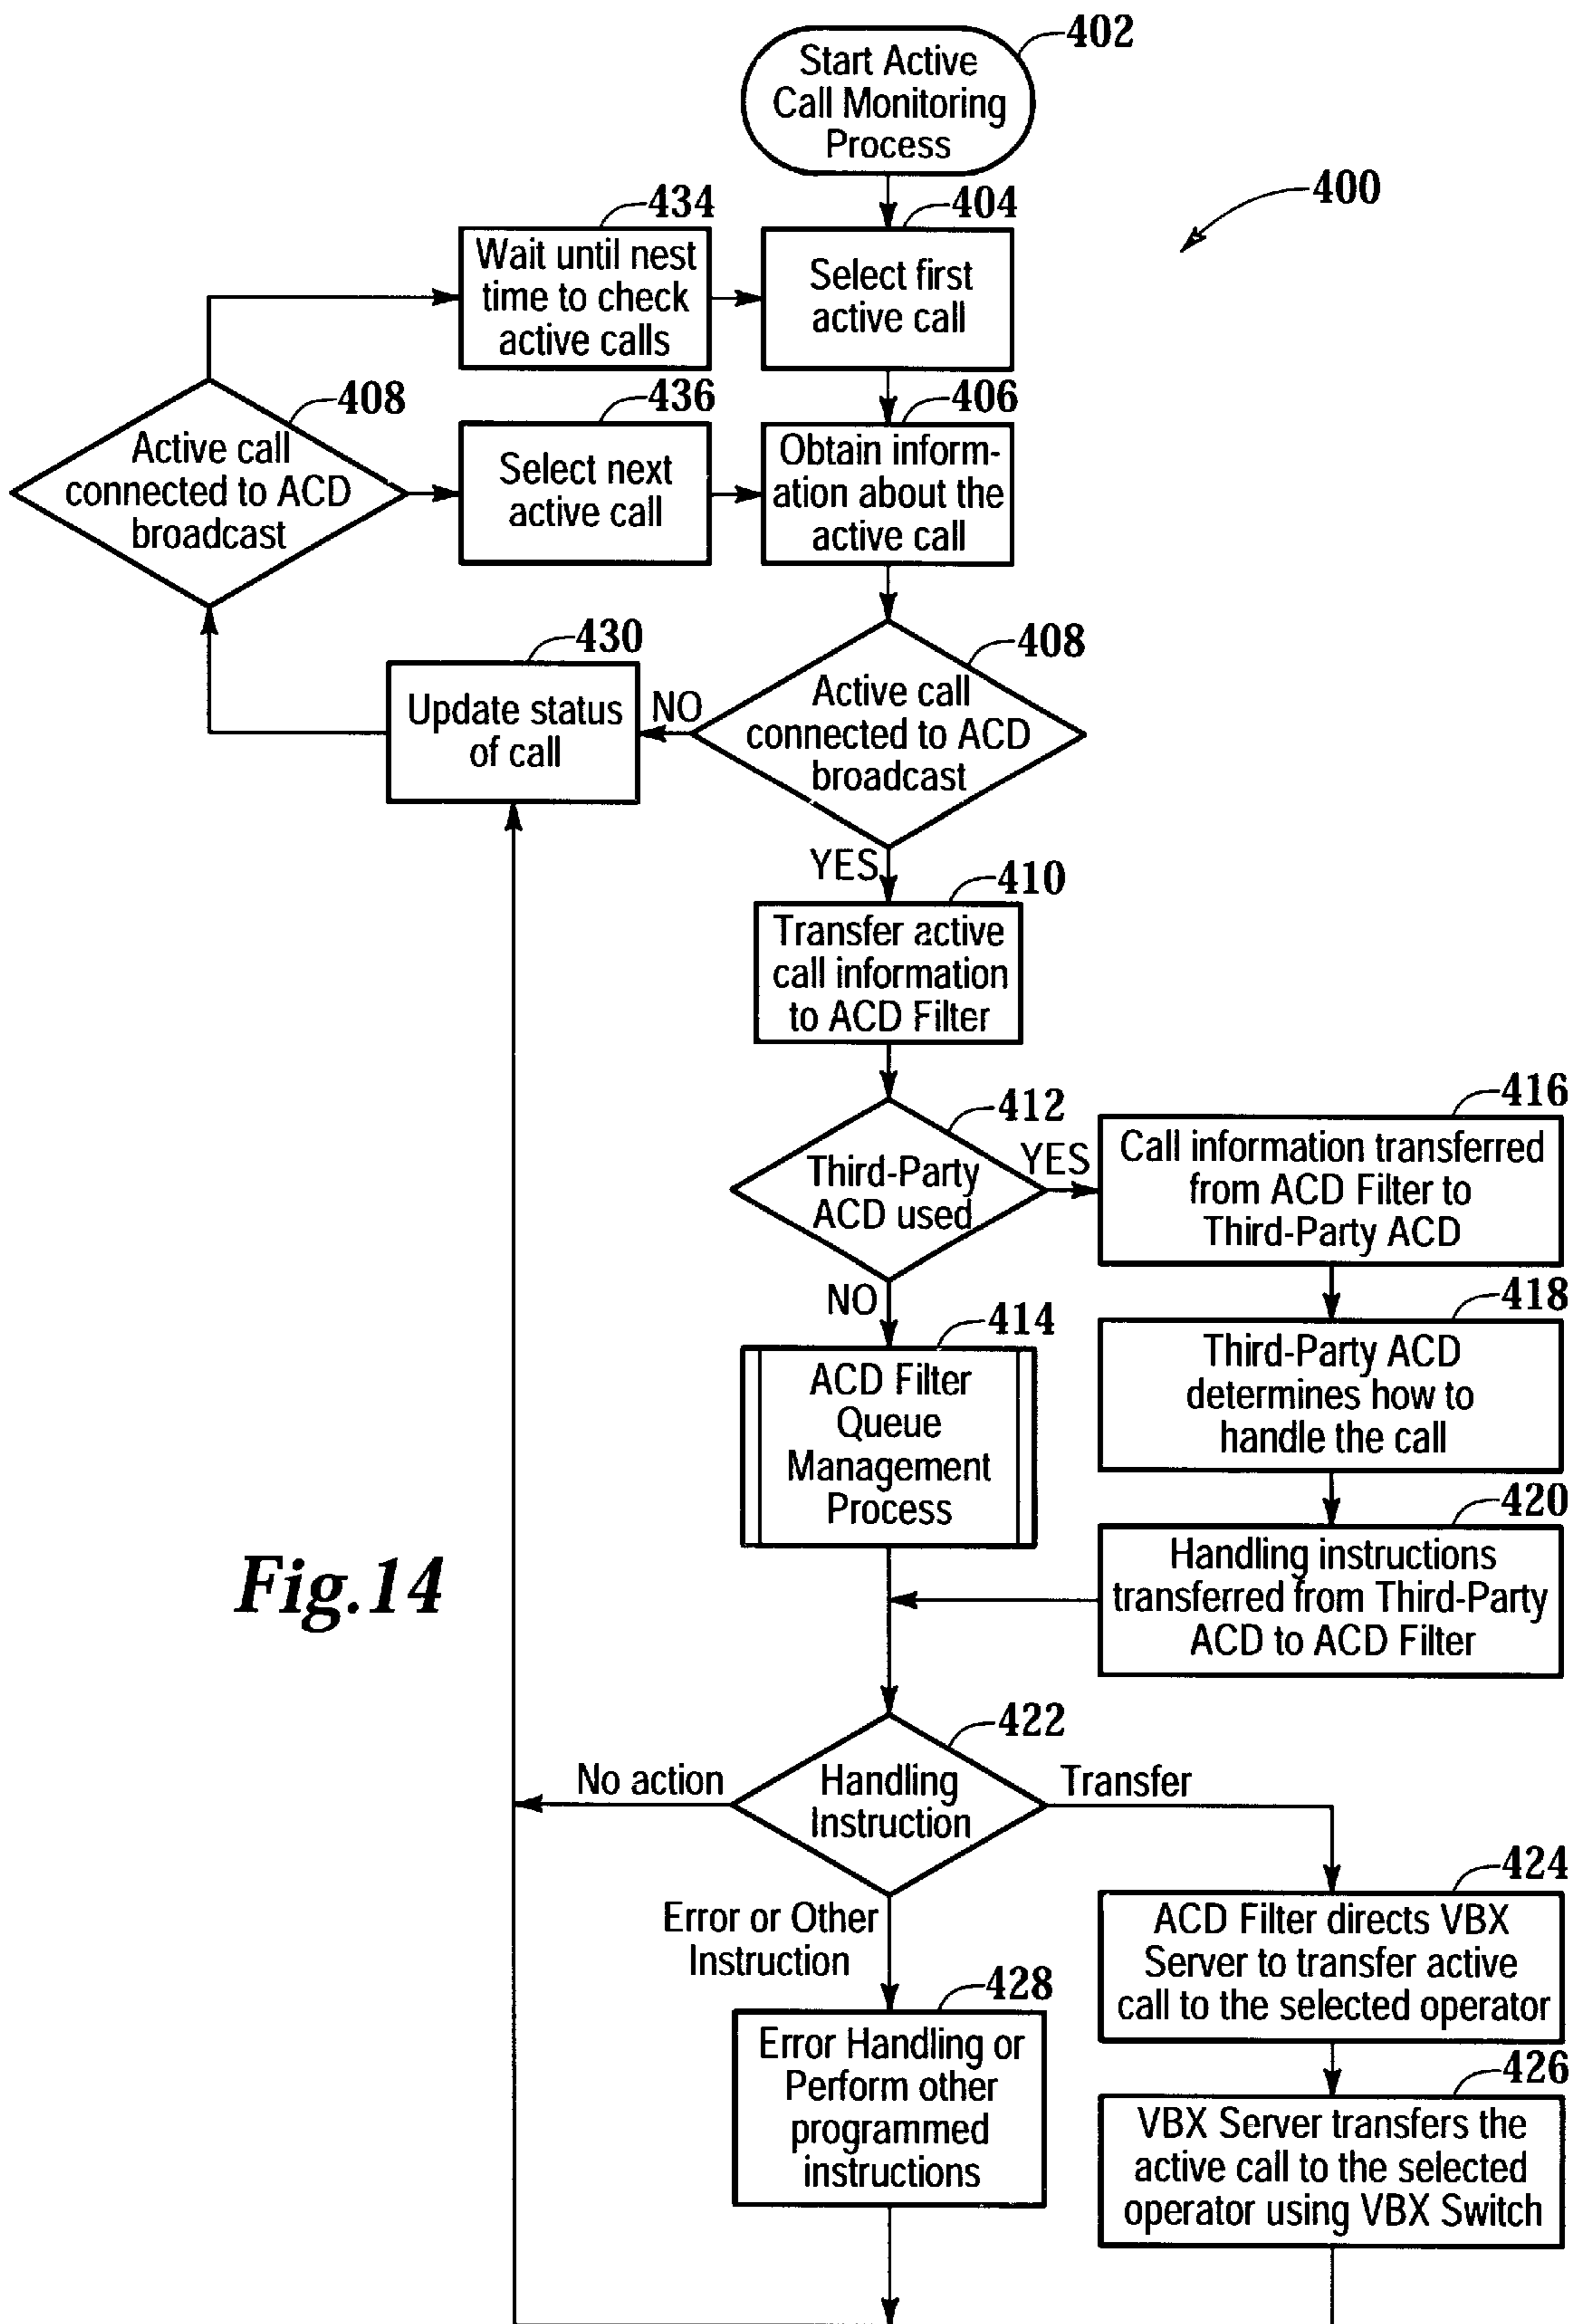 402
Start Active
Call Monitoring
Process
400
434
404
Wait until nest
time to check
active calls
Select first
active call
408
436
406
Active call
connected to ACD
broadcast
Select next
active call
Obtain inform-
ation about the
active call
430
408
Update status
of call
NO
Active call
connected to ACD
broadcast
YES
410
Transfer active
call information
to ACD Filter
412
416
Third-Party
ACD used
YES
Call information transferred
from ACD Filter to
Third-Party ACD
NO
414
418
ACD Filter
Queue
Management
Process
Third-Party ACD
determines how to
handle the call
420
Handling instructions
transferred from Third-Party
ACD to ACD Filter
Fig.14
422
No action
Handling
Instruction
Transfer
424
Error or Other
Instruction
ACD Filter directs VBX
Server to transfer active
call to the selected operator
428
426
Error Handling or
Perform other
programmed
instructions
VBX Server transfers the
active call to the selected
operator using VBX Switch